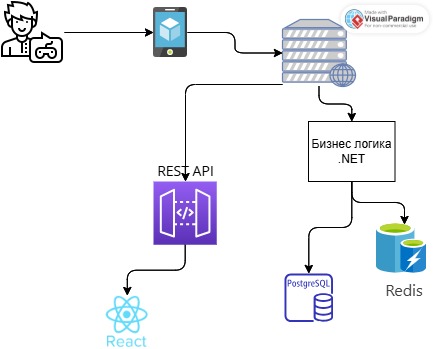 Made with
Visual Paradigm
For non-commercial use
REST API
Бизнес логика
.NET
PostgreSQL
Redis
React